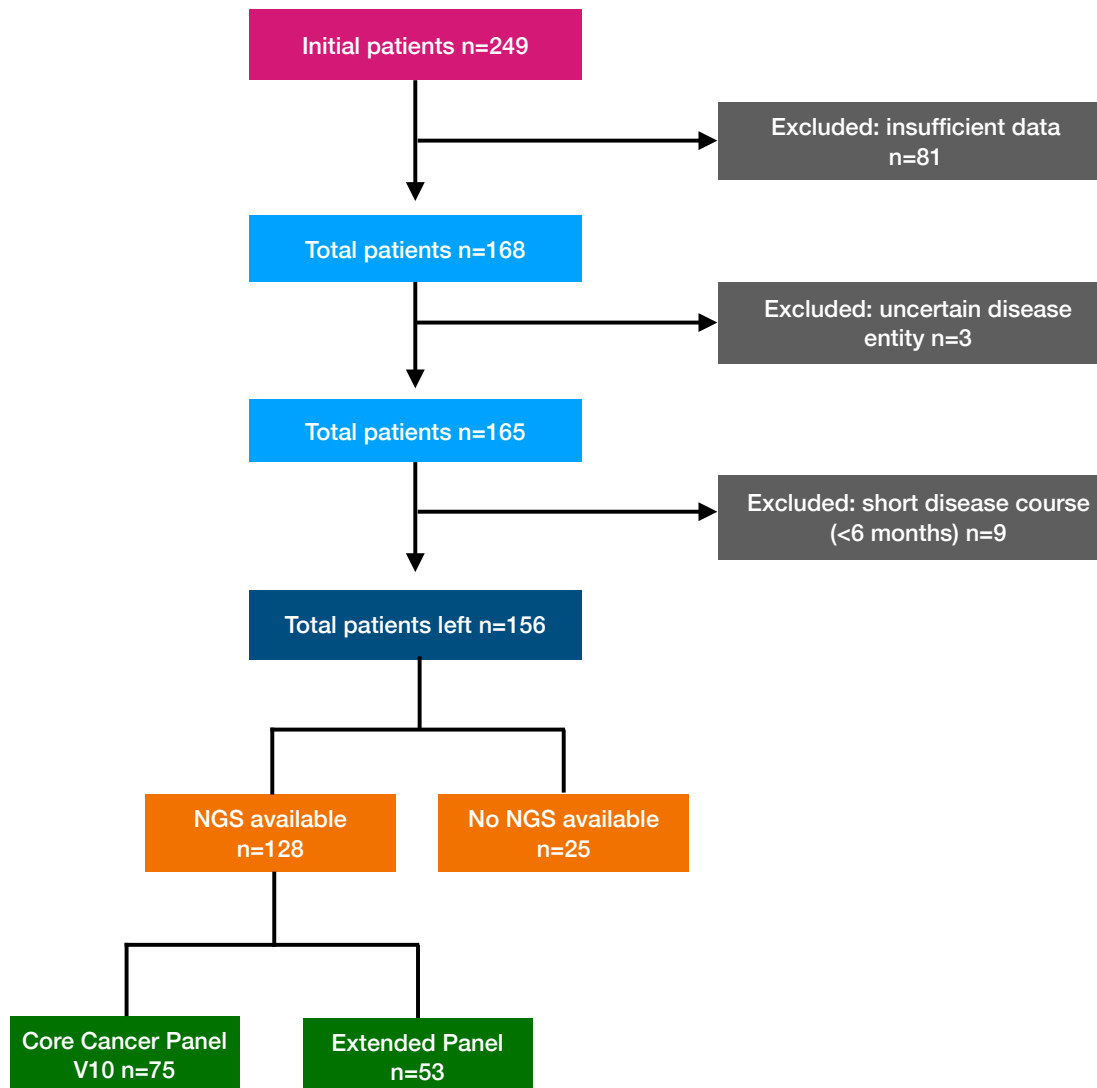 Initial patients n=249
Excluded: insufficient data
n=81
Total patients n=168
Excluded: uncertain disease
entity n=3
Total patients n=165
Excluded: short disease course
(<6 months) n=9
Total patients left n=156
NGS available
n=128
No NGS available
n=25
Core Cancer Panel
V10 n=75
Extended Panel
n=53